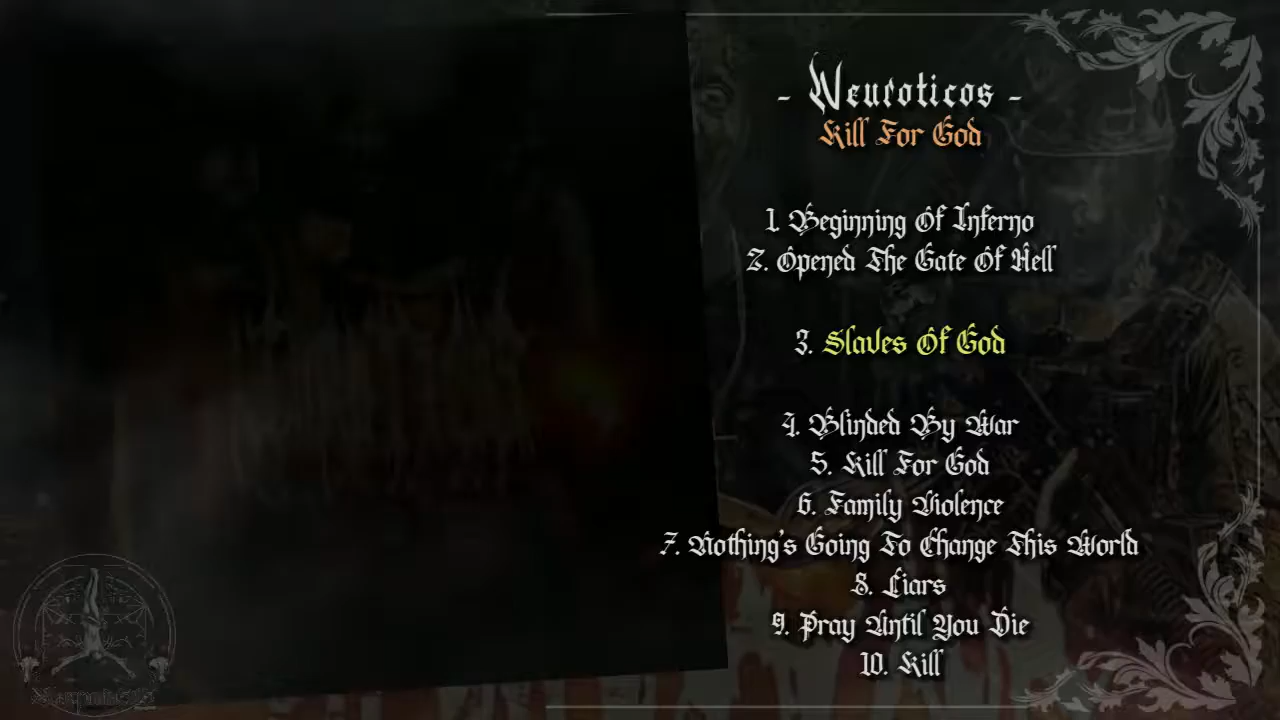 - Neuroticos -
Kill For God
1. Beginning Of Inferno
2. Opened The Gate Of Hell
3. Slaves Of God
4. Blinded By War
5. Kill For God
6. Family Violence
7. Nothing's Going To Change This World
8. Liars
9. Pray Until You Die
10. Kill